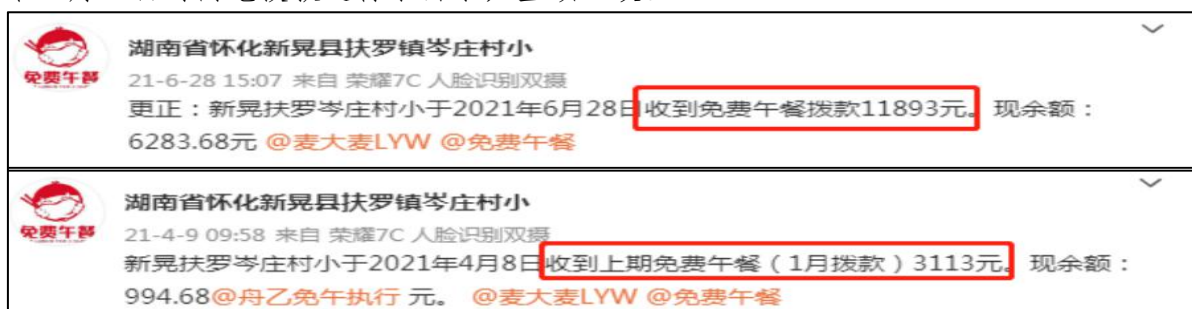 湖南省怀化新晃县扶罗镇岑庄村小
免费午餐
21-6-28 15:07 来自 荣耀7C 人脸识别双摄
更正：新晃扶罗岑庄村小于2021年6月28日收到免费午餐拨款11893元。现余额：
6283.68元 @麦大麦LYW @免费午餐
湖南省怀化新晃县扶罗镇岑庄村小
免费午餐
21-4-9 09:58 来自 荣耀7C 人脸识别双摄
新晃扶罗岑庄村小于2021年4月8日收到上期免费午餐（1月拨款）3113元。现余额：
994.68@舟乙免午执行 元。 @麦大麦LYW @免费午餐